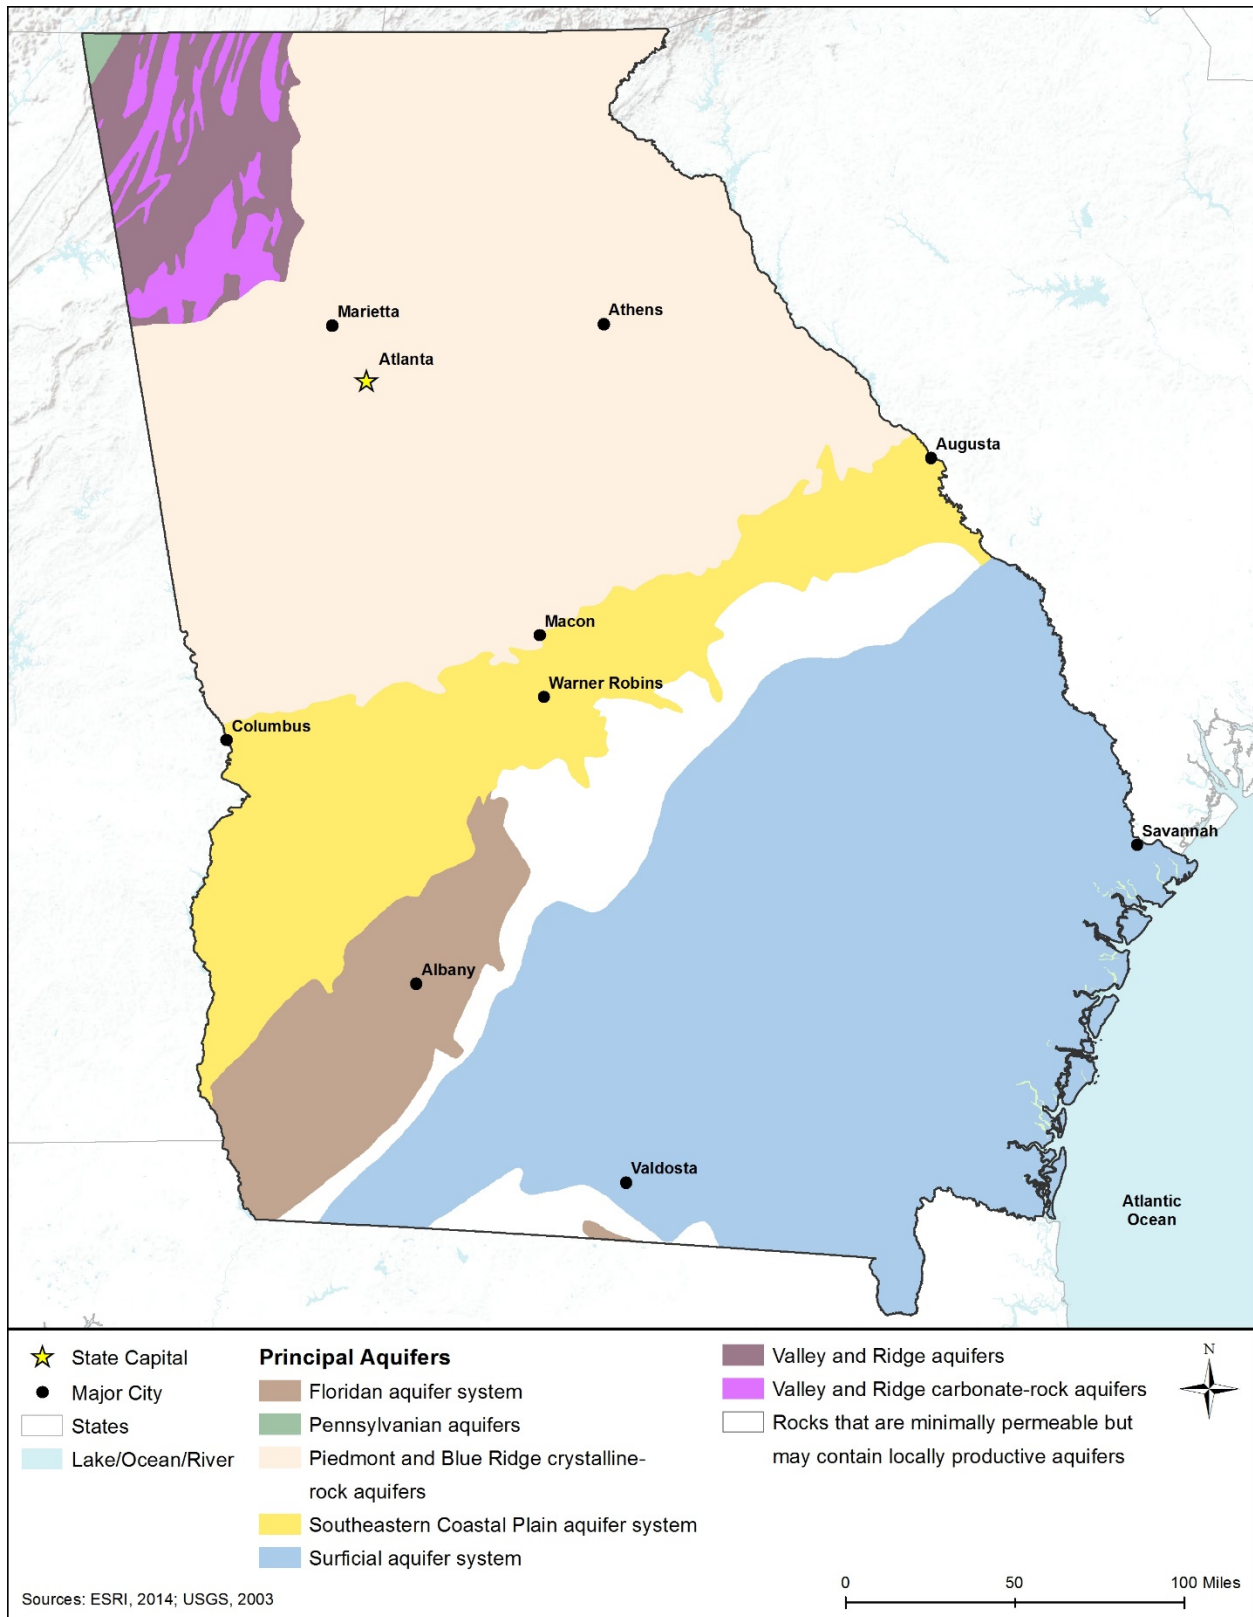 Marietta
Athens
Atlanta
Augusta
Macon
Warner Robins
Columbus
Savannah
Albany
Valdosta
Atlantic
Ocean
State Capital
Major City
States
Lake/Ocean/River
Principal Aquifers
Floridan aquifer system
Pennsylvanian aquifers
Piedmont and Blue Ridge crystalline-
rock aquifers
Southeastern Coastal Plain aquifer system
Surficial aquifer system
Valley and Ridge aquifers
Valley and Ridge carbonate-rock aquifers
Rocks that are minimally permeable but
may contain locally productive aquifers
N
Sources: ESRI, 2014; USGS, 2003
0 50 100 Miles